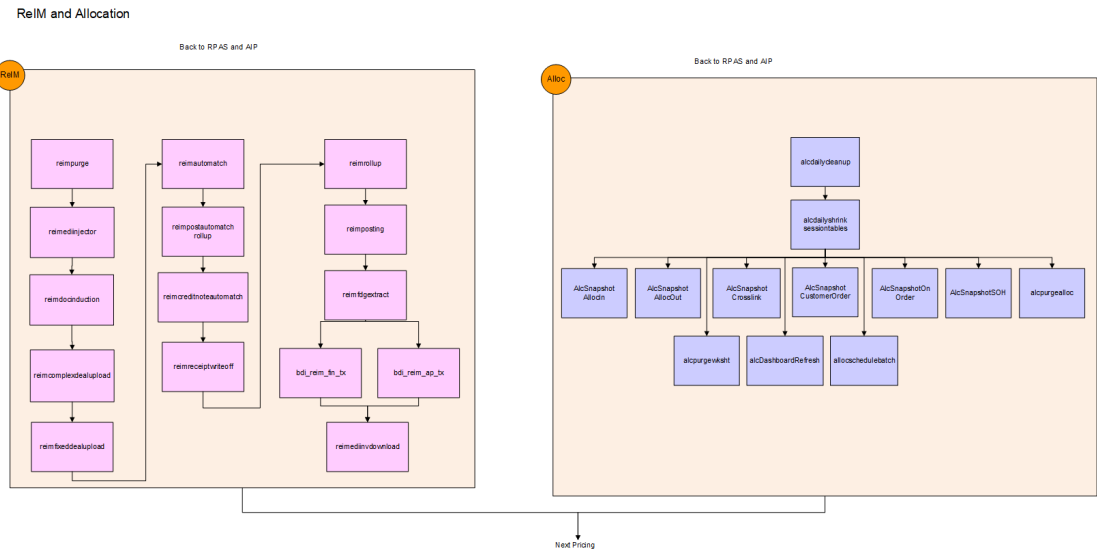 ReIM and Allocation
Back to RPAS and AIP
ReIM
reimpurge
reimediinjector
reimdocinduction
reimcomplexdealupload
reimfixeddealupload
reimautomatch
reimpostautomatch
rollup
reimcreditnoteautomatch
reimreceiptwriteoff
reimrollup
reimposting
reimfdgextract
bdi_reim_fin_tx
bdi_reim_ap_tx
reimediinvdownload
Back to RPAS and AIP
Alloc
alcdailycleanup
alcdailyshrink
sessiontables
AlcSnapshot
AllocIn
AlcSnapshot
AllocOut
AlcSnapshot
Crosslink
AlcSnapshot
CustomerOrder
AlcSnapshotOn
Order
AlcSnapshotSOH
alcpurgealloc
alcpurgewksht
alcDashboardRefresh
allocschedulebatch
Next Pricing